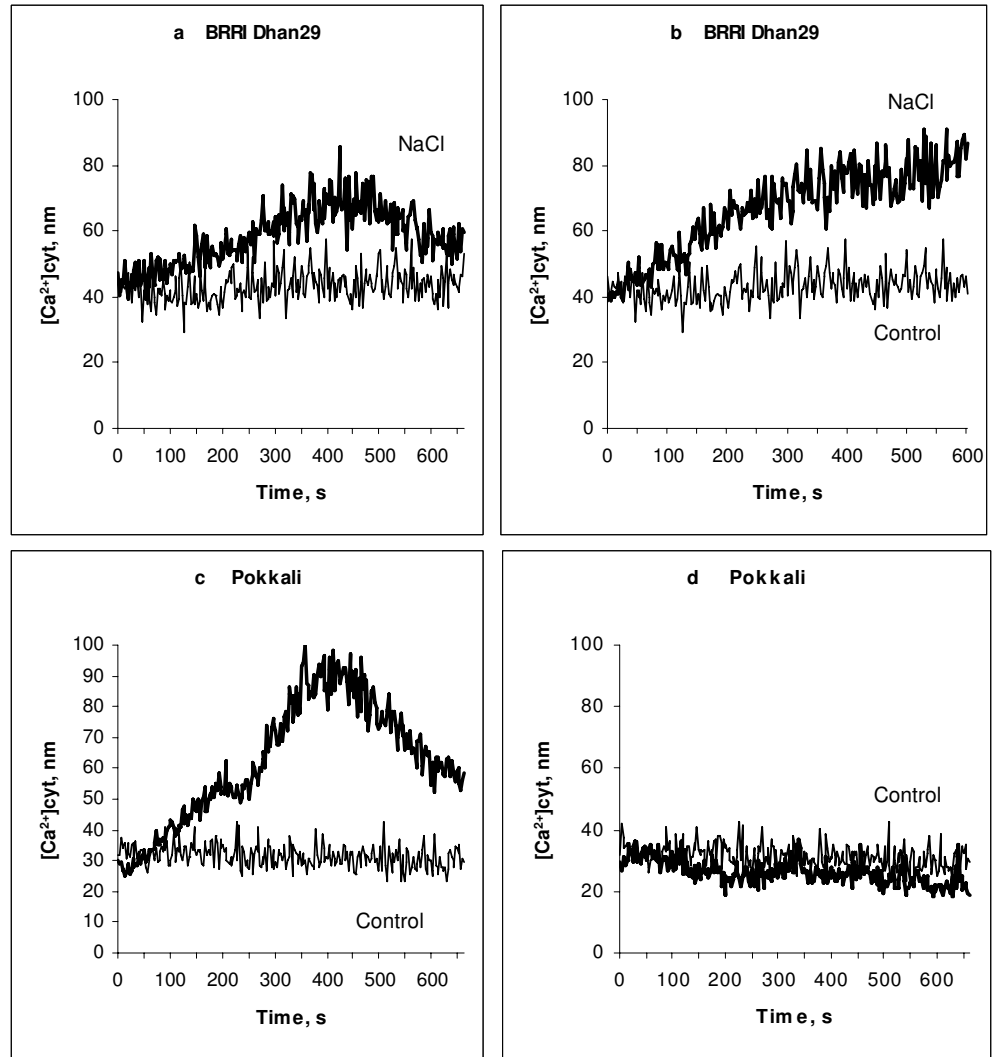 a BRRI Dhan29
100
80
60
40
20
0
[Ca²⁺]cyt, nm
NaCl
0 100 200 300 400 500 600
Time, s
b BRRI Dhan29
100
80
60
40
20
0
[Ca²⁺]cyt, nm
NaCl
Control
0 100 200 300 400 500 600
Time, s
c Pokkali
100
90
80
70
60
50
40
30
20
10
0
[Ca²⁺]cyt, nm
Control
0 100 200 300 400 500 600
Time, s
d Pokkali
100
80
60
40
20
0
[Ca²⁺]cyt, nm
Control
0 100 200 300 400 500 600
Time, s